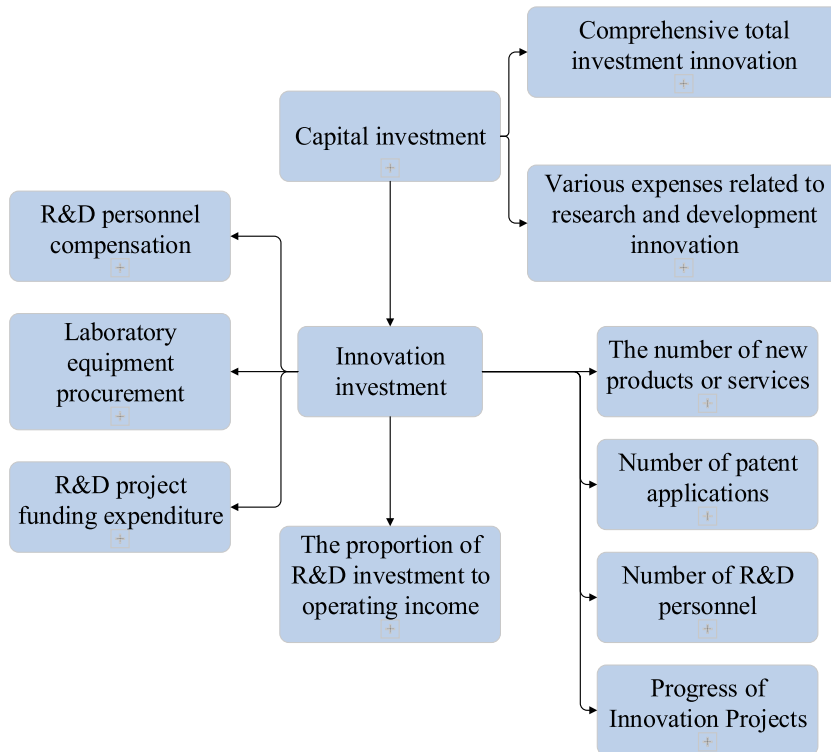 Comprehensive total
investment innovation
+
Capital investment
+
Various expenses related to
research and development
innovation
+
R&D personnel
compensation
+
Laboratory
equipment
procurement
+
R&D project
funding expenditure
+
Innovation
investment
The proportion of
R&D investment to
operating income
+
The number of new
products or services
+
Number of patent
applications
+
Number of R&D
personnel
+
Progress of
Innovation Projects
+